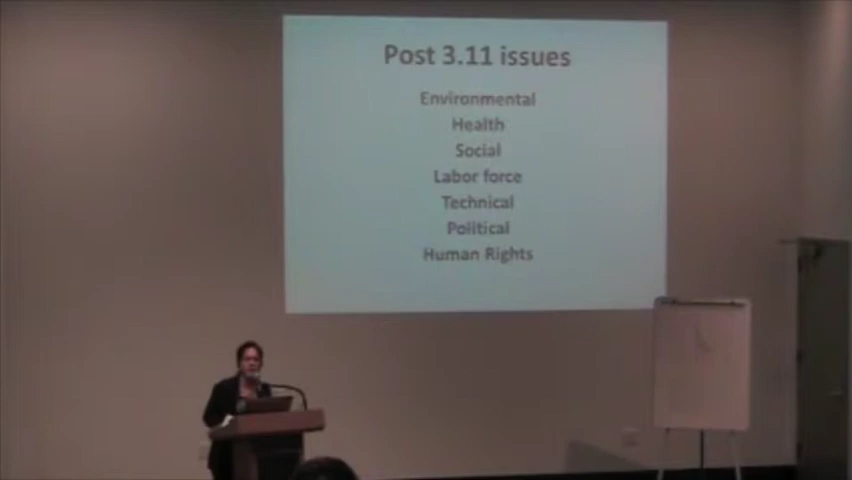 Post 3.11 issues
Environmental
Health
Social
Labor force
Technical
Political
Human Rights